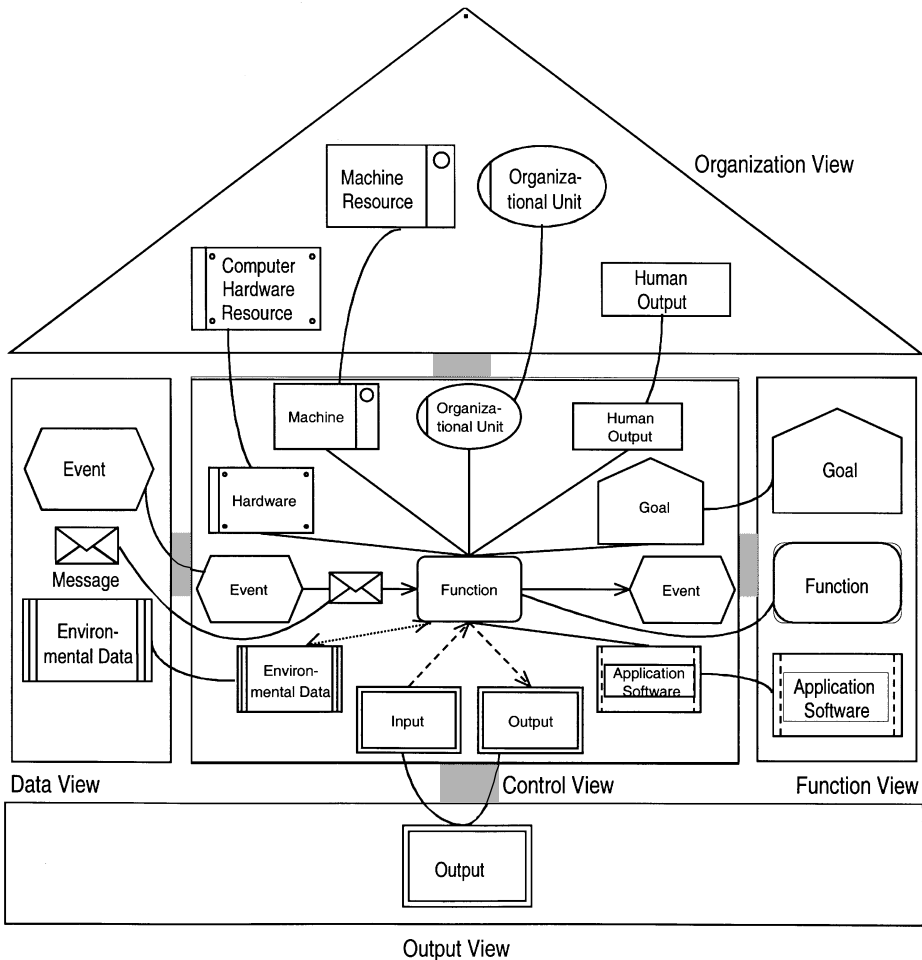 Organization View
Machine
Resource
Organiza-
tional Unit
Computer
Hardware
Resource
Human
Output
Event
Message
Environ-
mental Data
Data View
Machine
Organiza-
tional Unit
Human
Output
Hardware
Goal
Event
Function
Event
Environ-
mental Data
Application
Software
Input
Output
Control View
Goal
Function
Application
Software
Function View
Output
Output View